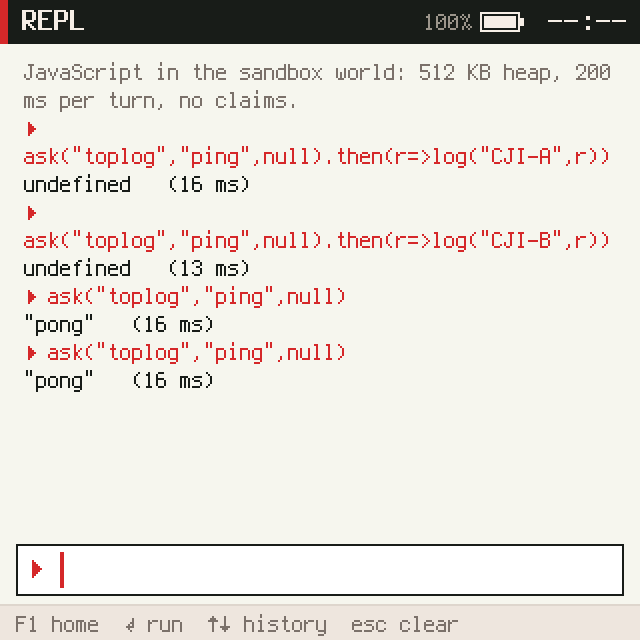 REPL
100%
--:--
JavaScript in the sandbox world: 512 KB heap, 200
ms per turn, no claims.
ask("toplog","ping",null).then(r=>log("CJI-A",r))
undefined (16 ms)
ask("toplog","ping",null).then(r=>log("CJI-B",r))
undefined (13 ms)
ask("toplog","ping",null)
"pong" (16 ms)
ask("toplog","ping",null)
"pong" (16 ms)
F1 home ↲ run ↑↓ history esc clear